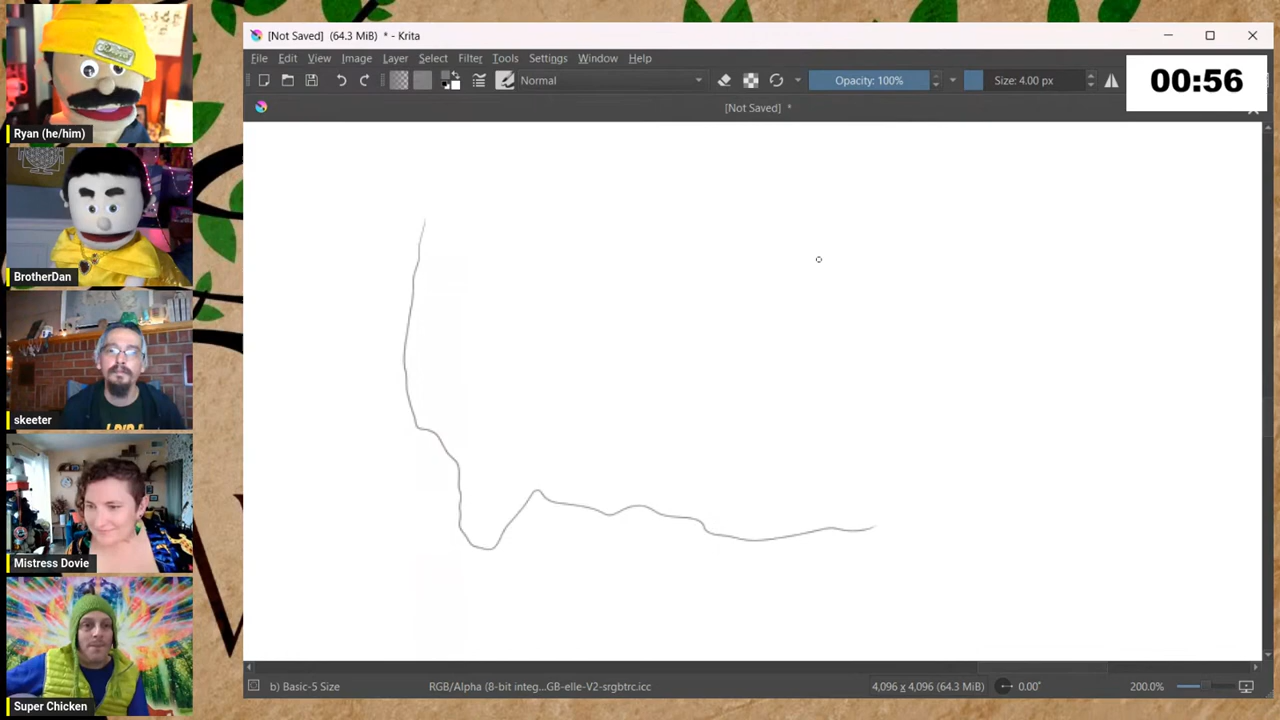 [Not Saved] (64.3 MiB) * - Krita
File Edit View Image Layer Select Filter Tools Settings Window Help
Normal
Opacity: 100%
Size: 4.00 px
00:56
[Not Saved] *
Ryan (he/him)
BrotherDan
skeeter
Mistress Dovie
Super Chicken
b) Basic-5 Size
RGB/Alpha (8-bit integ...GB-elle-V2-srgbtrc.icc
4,096 x 4,096 (64.3 MiB)
0.00°
200.0%